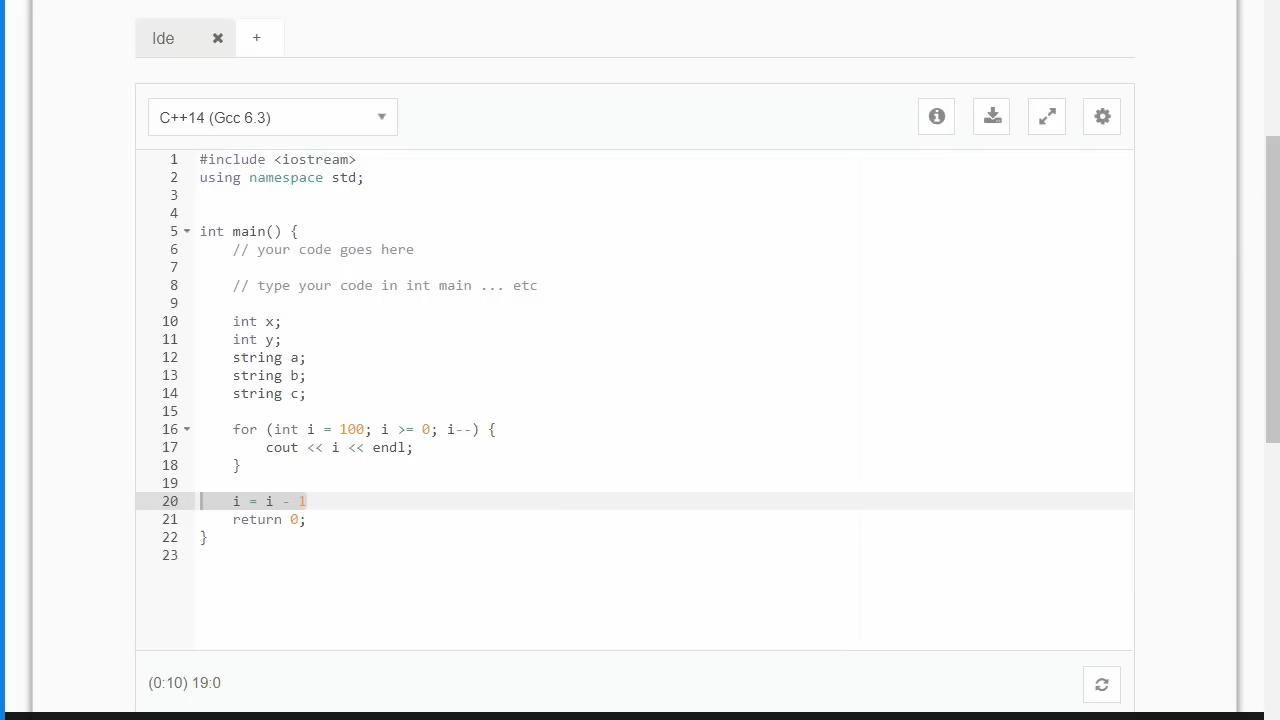 Ide ✖ +
C++14 (Gcc 6.3)
1 #include <iostream>
2 using namespace std;
3
4
5 int main() {
6 // your code goes here
7
8 // type your code in int main ... etc
9
10 int x;
11 int y;
12 string a;
13 string b;
14 string c;
15
16 for (int i = 100; i >= 0; i--) {
17 cout << i << endl;
18 }
19
20 i = i - 1
21 return 0;
22 }
23
(0:10) 19:0